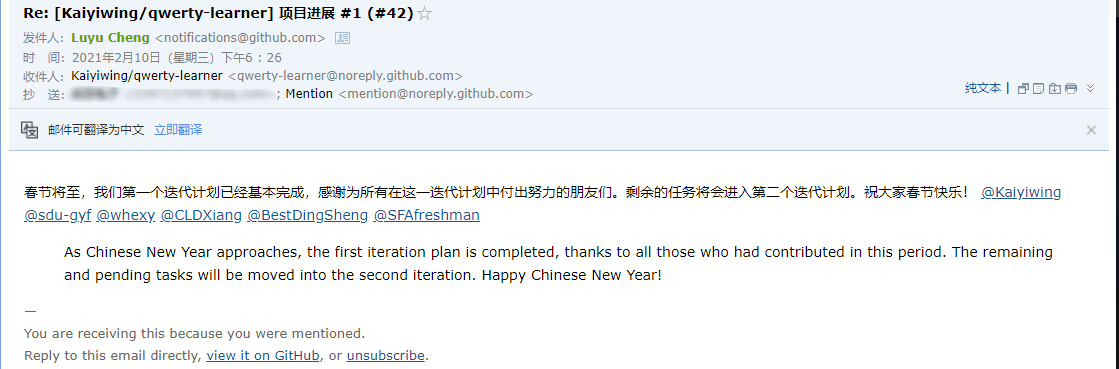 Re: [Kaiyiwing/qwerty-learner] 项目进展 #1 (#42)
发件人: Luyu Cheng <notifications@github.com>
时 间: 2021年2月10日 (星期三) 下午6:26
收件人: Kaiyiwing/qwerty-learner <qwerty-learner@noreply.github.com>
抄 送: ; Mention <mention@noreply.github.com>
纯文本 |
邮件可翻译为中文 立即翻译
春节将至，我们第一个迭代计划已经基本完成，感谢为所有在这一迭代计划中付出努力的朋友们。剩余的任务将会进入第二个迭代计划。祝大家春节快乐！ @Kaiyiwing
@sdu-gyf @whexy @CLDXiang @BestDingSheng @SFAfreshman
As Chinese New Year approaches, the first iteration plan is completed, thanks to all those who had contributed in this period. The remaining
and pending tasks will be moved into the second iteration. Happy Chinese New Year!
—
You are receiving this because you were mentioned.
Reply to this email directly, view it on GitHub, or unsubscribe.